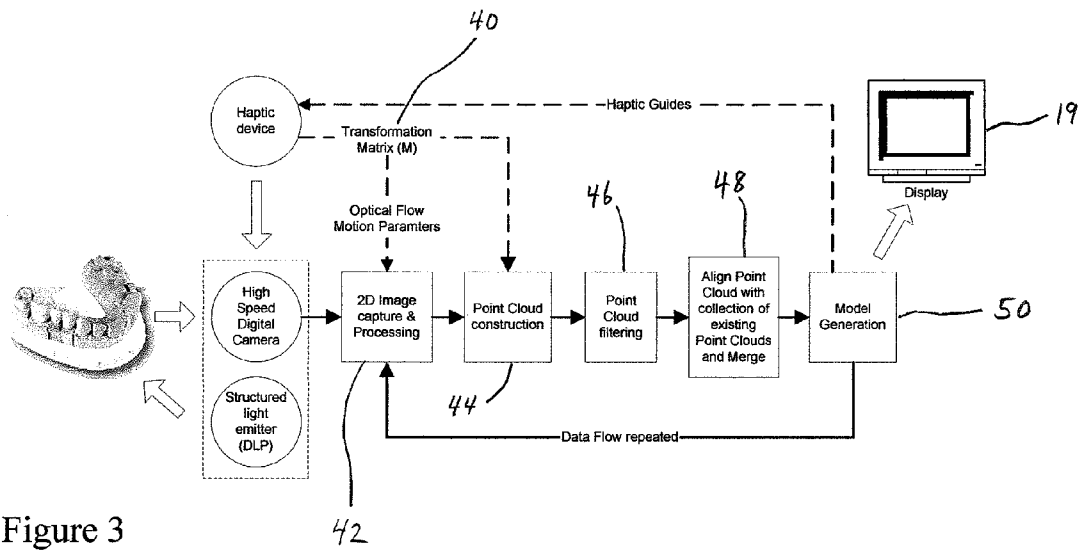 40
Haptic
device
Haptic Guides
19
Transformation
Matrix (M)
Display
46
48
Optical Flow
Motion Paramters
High
Speed
Digital
Camera
2D Image
capture &
Processing
Point Cloud
construction
Point
Cloud
filtering
Align Point
Cloud with
collection of
existing
Point Clouds
and Merge
Model
Generation
50
44
Structured
light
emitter
(DLP)
Data Flow repeated
Figure 3
42